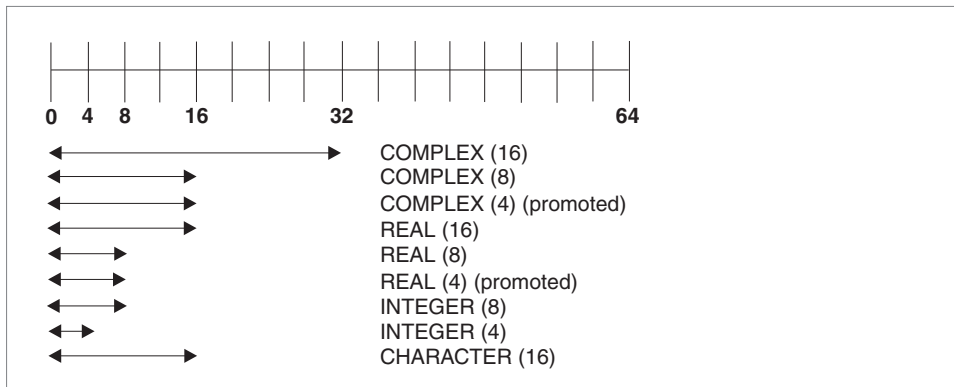 0 4 8 16 32 64
COMPLEX (16)
COMPLEX (8)
COMPLEX (4) (promoted)
REAL (16)
REAL (8)
REAL (4) (promoted)
INTEGER (8)
INTEGER (4)
CHARACTER (16)